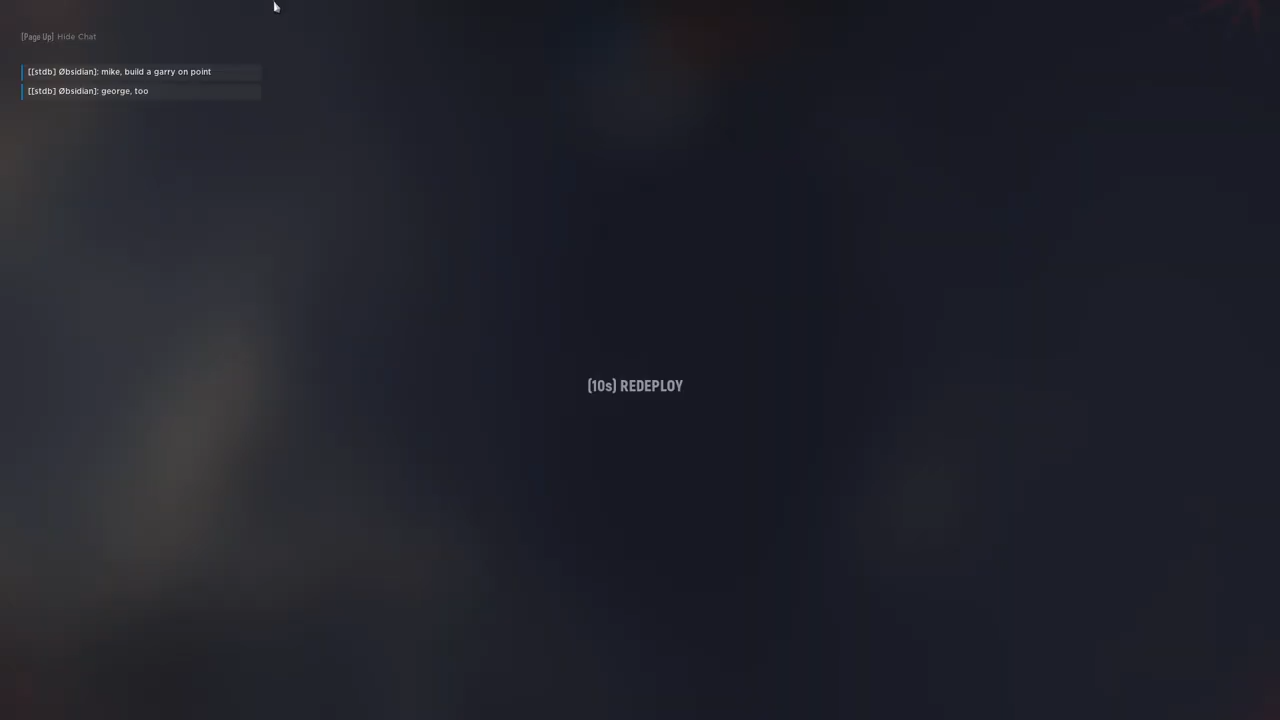 [Page Up] Hide Chat
[[stdb] Øbsidian]: mike, build a garry on point
[[stdb] Øbsidian]: george, too
(10s) REDEPLOY